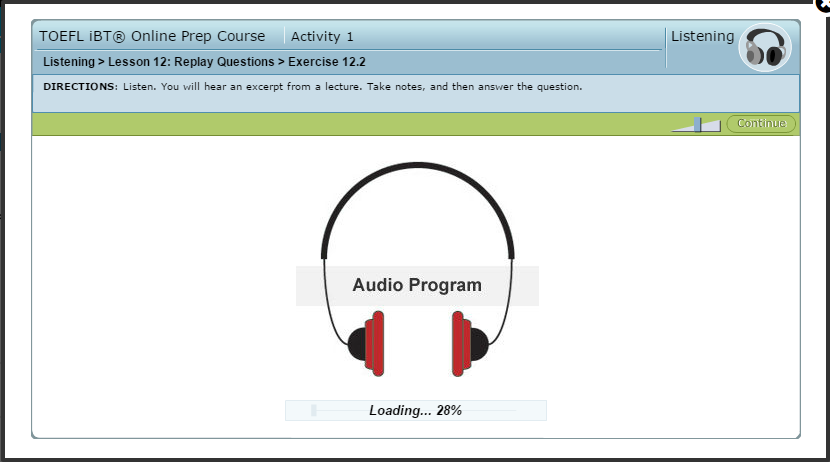 TOEFL iBT® Online Prep Course Activity 1 Listening
Listening > Lesson 12: Replay Questions > Exercise 12.2
DIRECTIONS: Listen. You will hear an excerpt from a lecture. Take notes, and then answer the question.
Continue
Audio Program
Loading... 28%